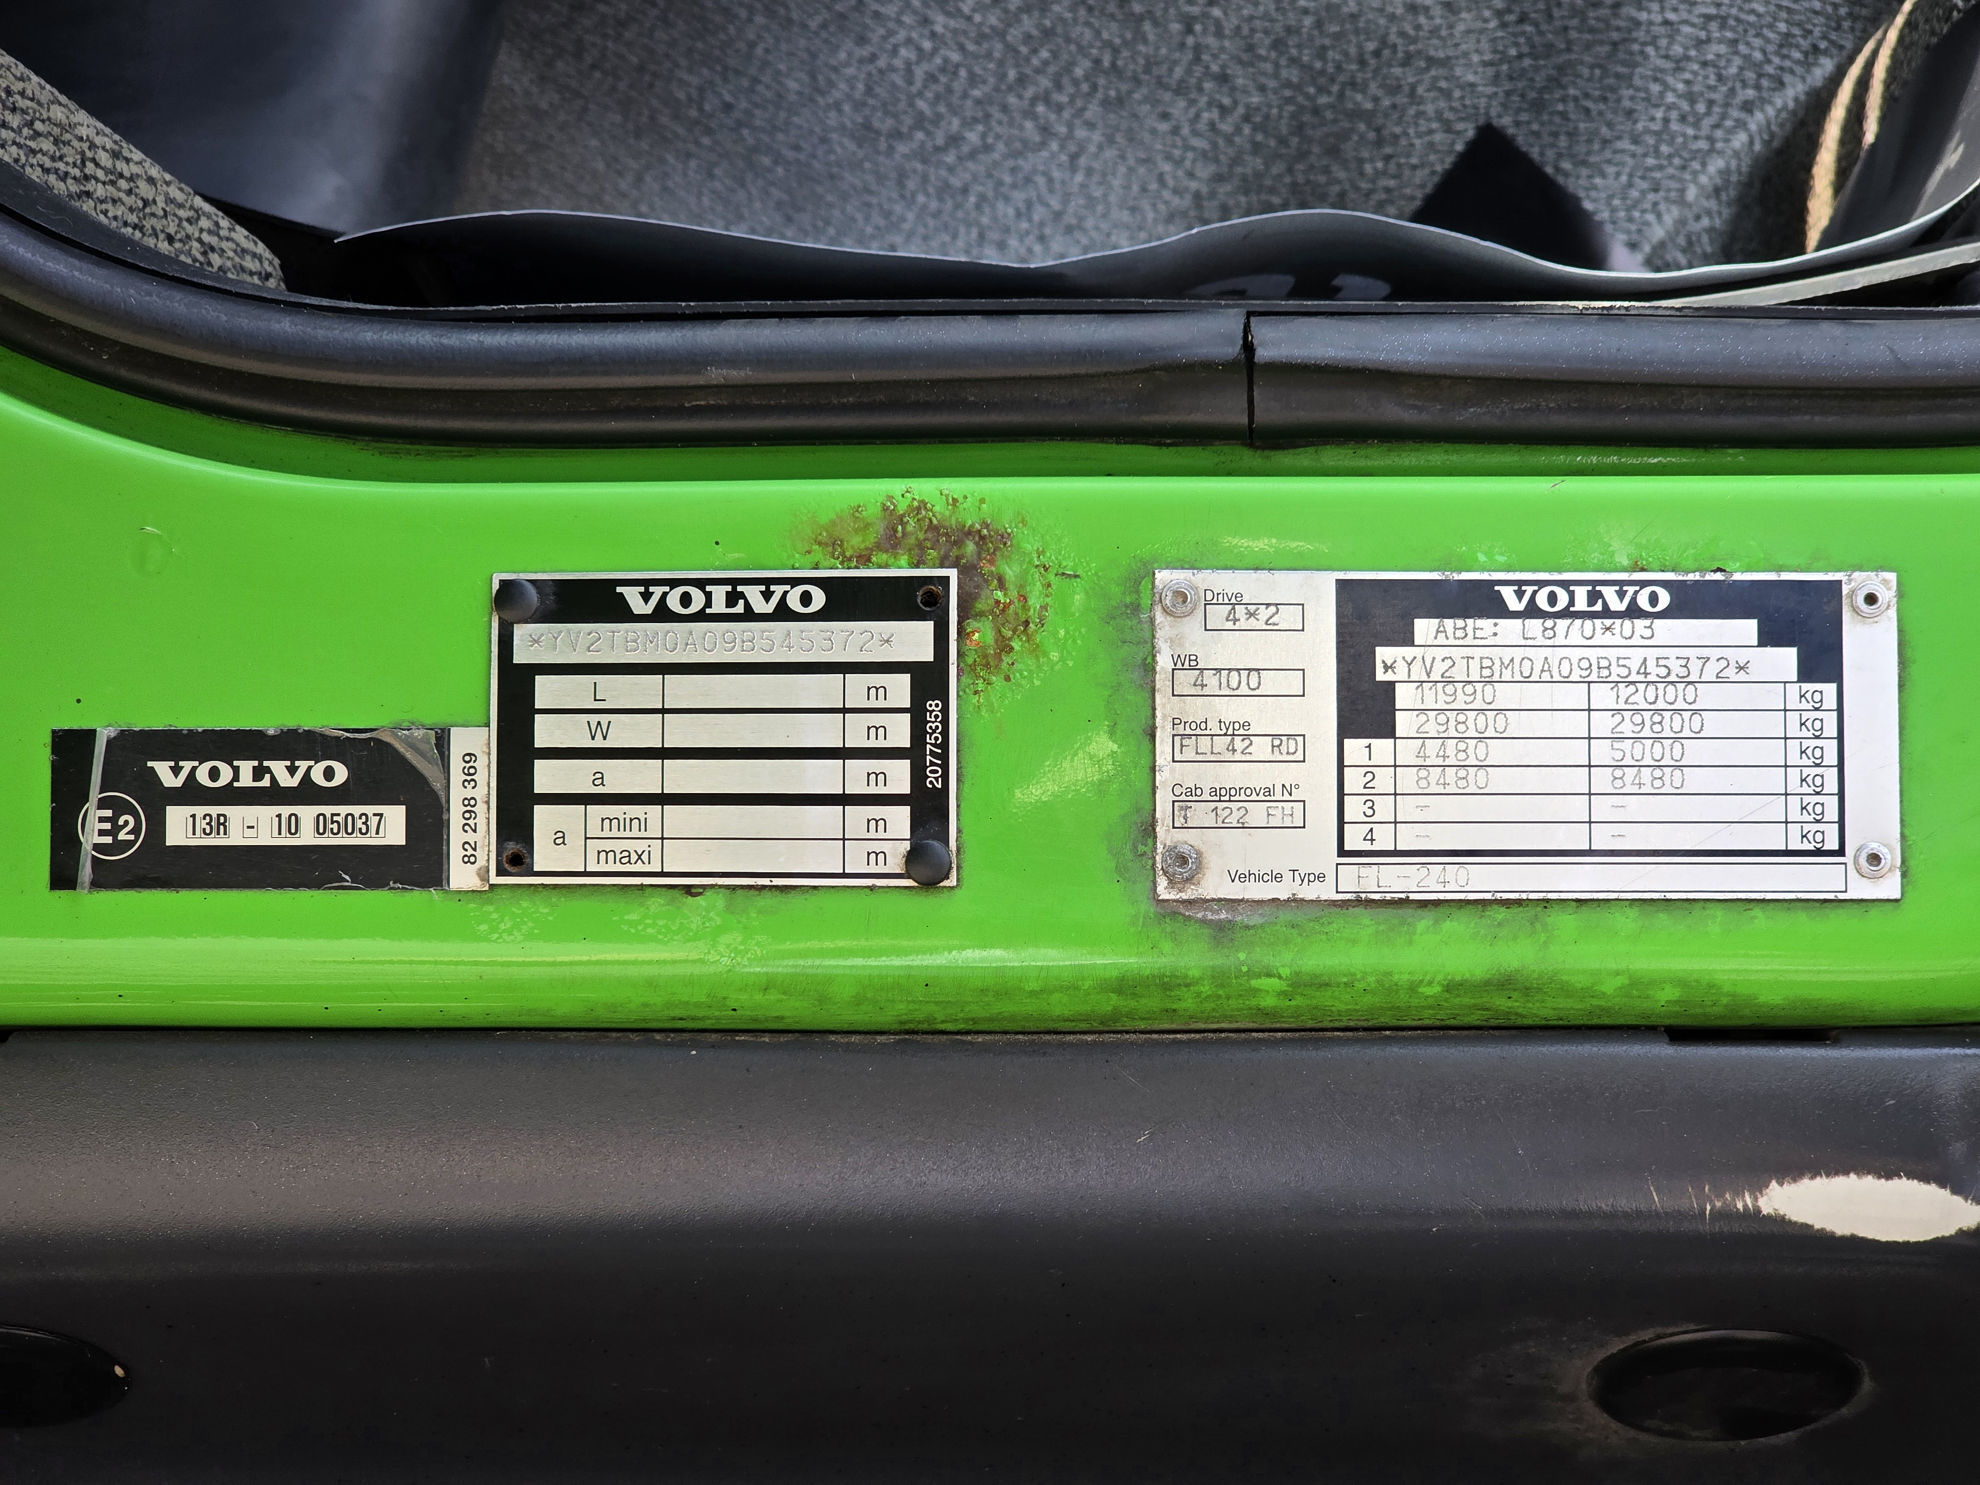 VOLVO
E2
13R - 10 05037
82 298 369
VOLVO
*YV2TBM0A09B545372*
L m
W m
a m
a mini m
maxi m
20775358
Drive
4*2
WB
4100
Prod. type
FLL42 RD
Cab approval N°
T 122 FH
VOLVO
ABE: L870*03
*YV2TBM0A09B545372*
11990 12000 kg
29800 29800 kg
1 4480 5000 kg
2 8480 8480 kg
3 - - kg
4 - - kg
Vehicle Type FL-240